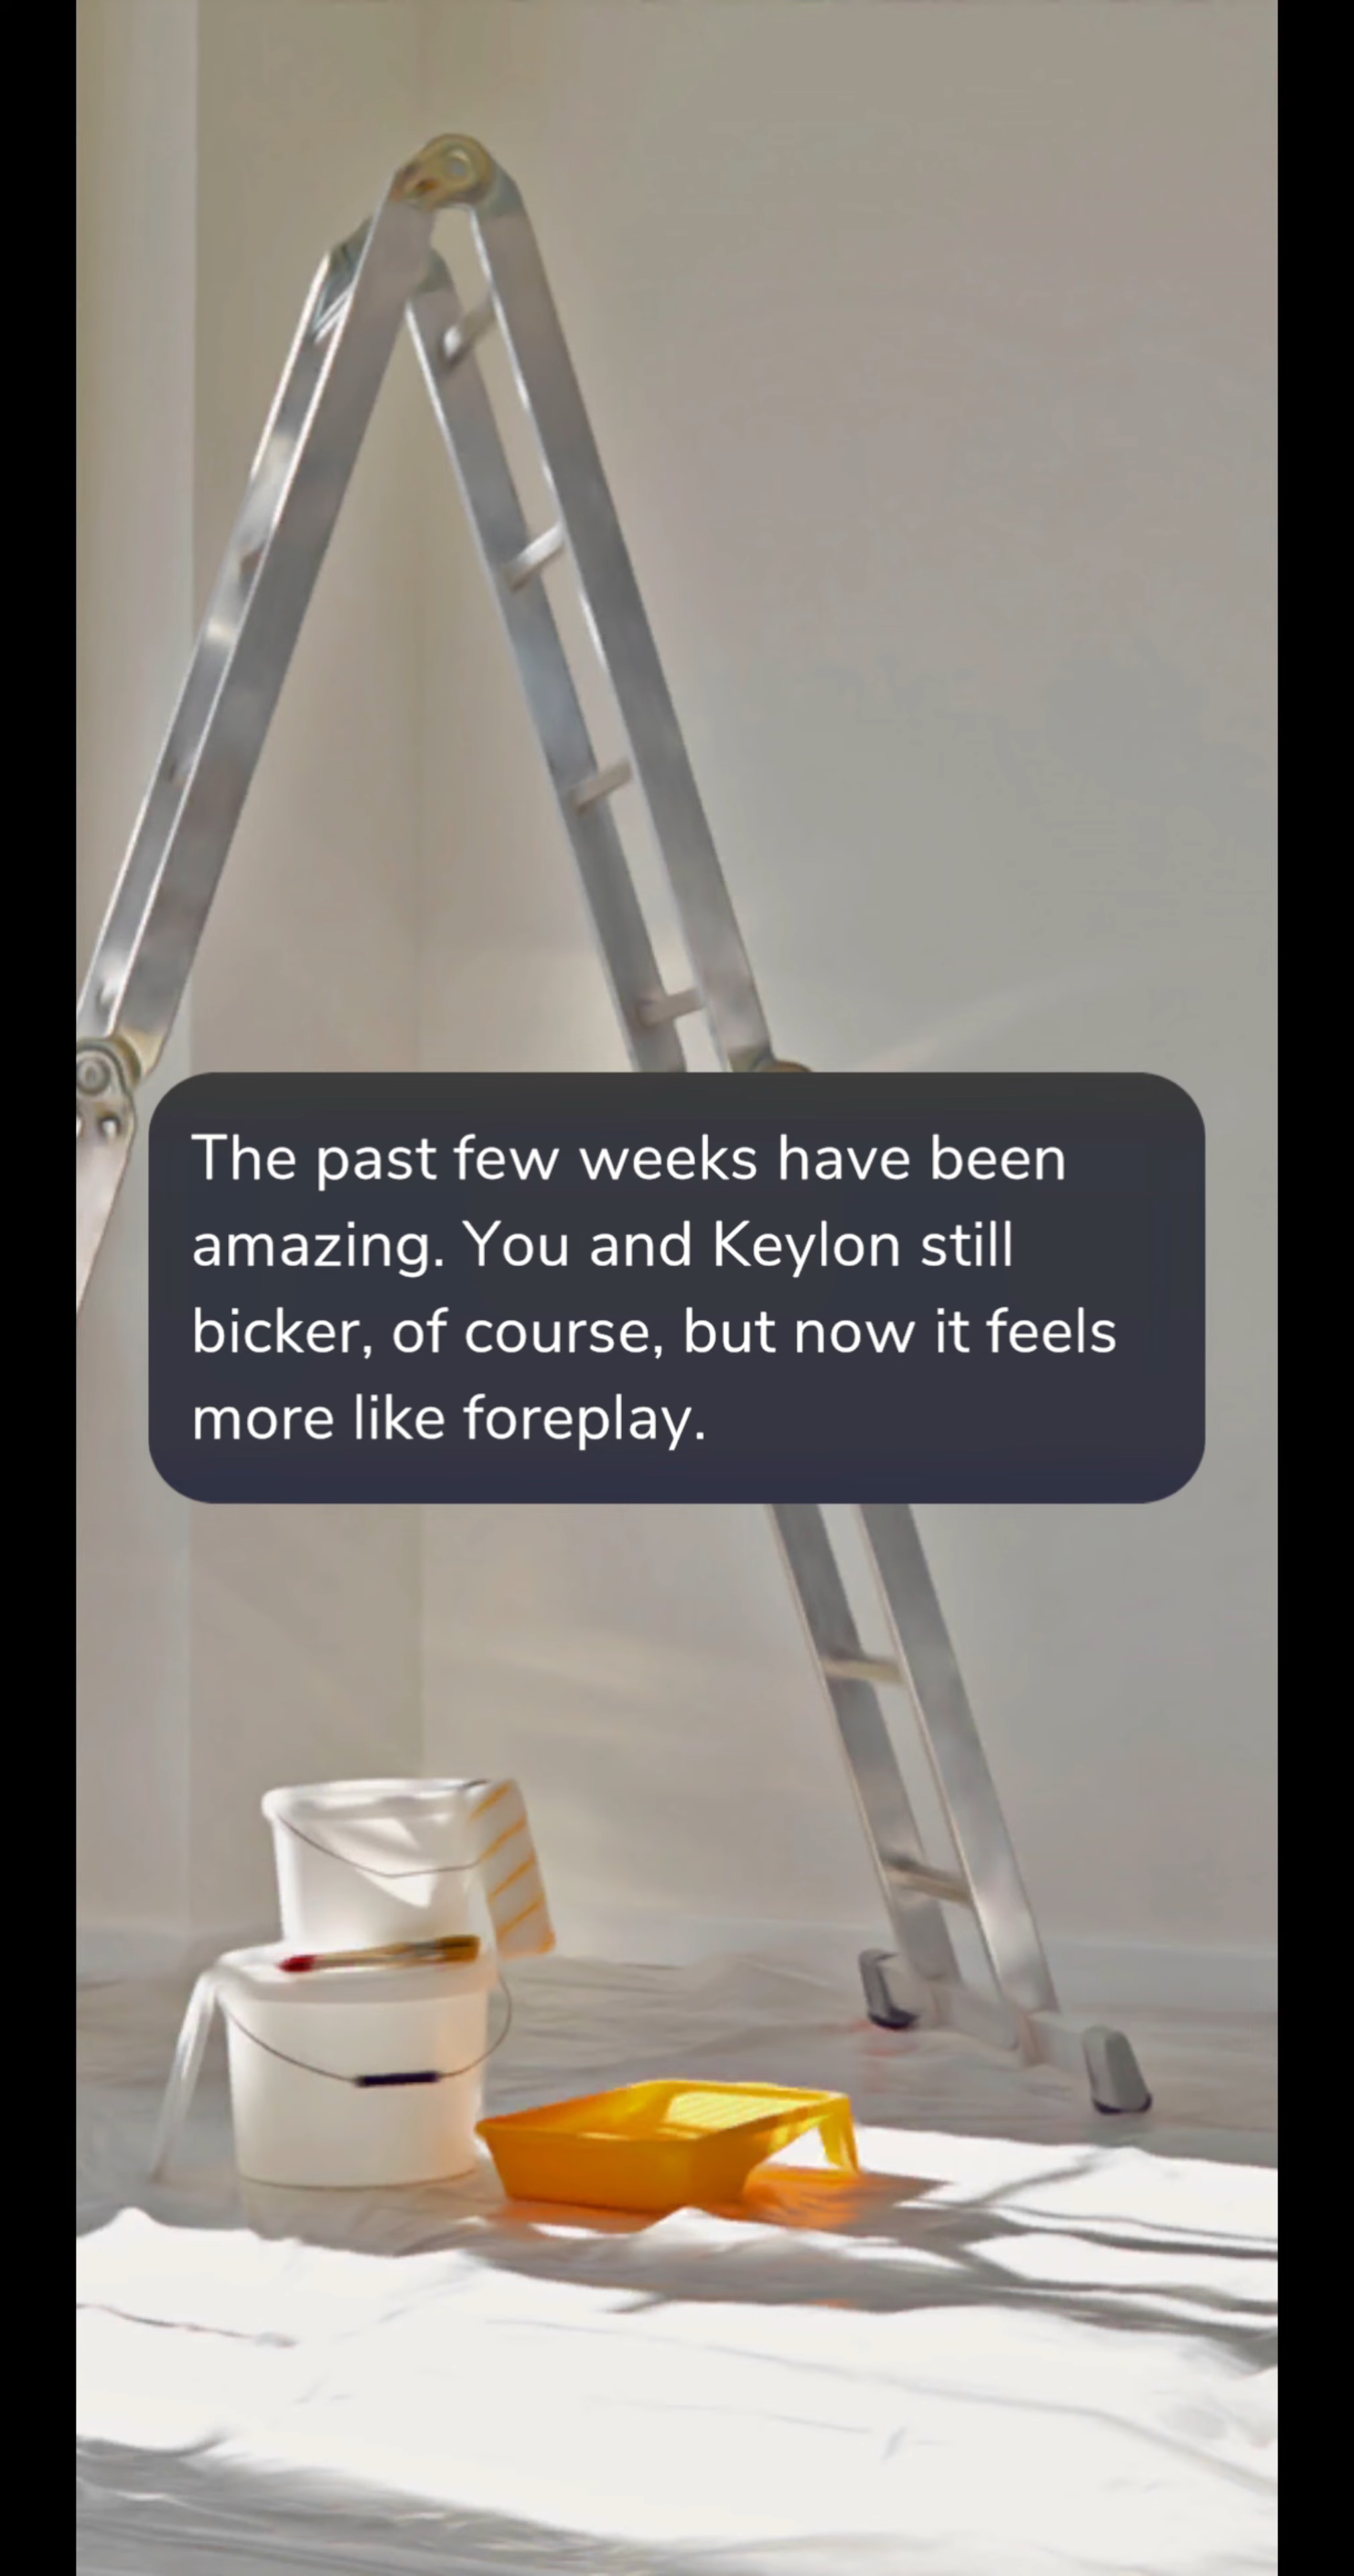 The past few weeks have been
amazing. You and Keylon still
bicker, of course, but now it feels
more like foreplay.